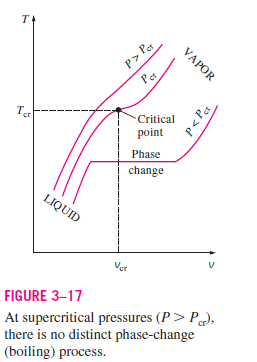 T
P > Pcr
Pcr
VAPOR
Tcr
Critical
point
P < Pcr
Phase
change
LIQUID
vcr
v
FIGURE 3–17
At supercritical pressures (P > Pcr),
there is no distinct phase-change
(boiling) process.